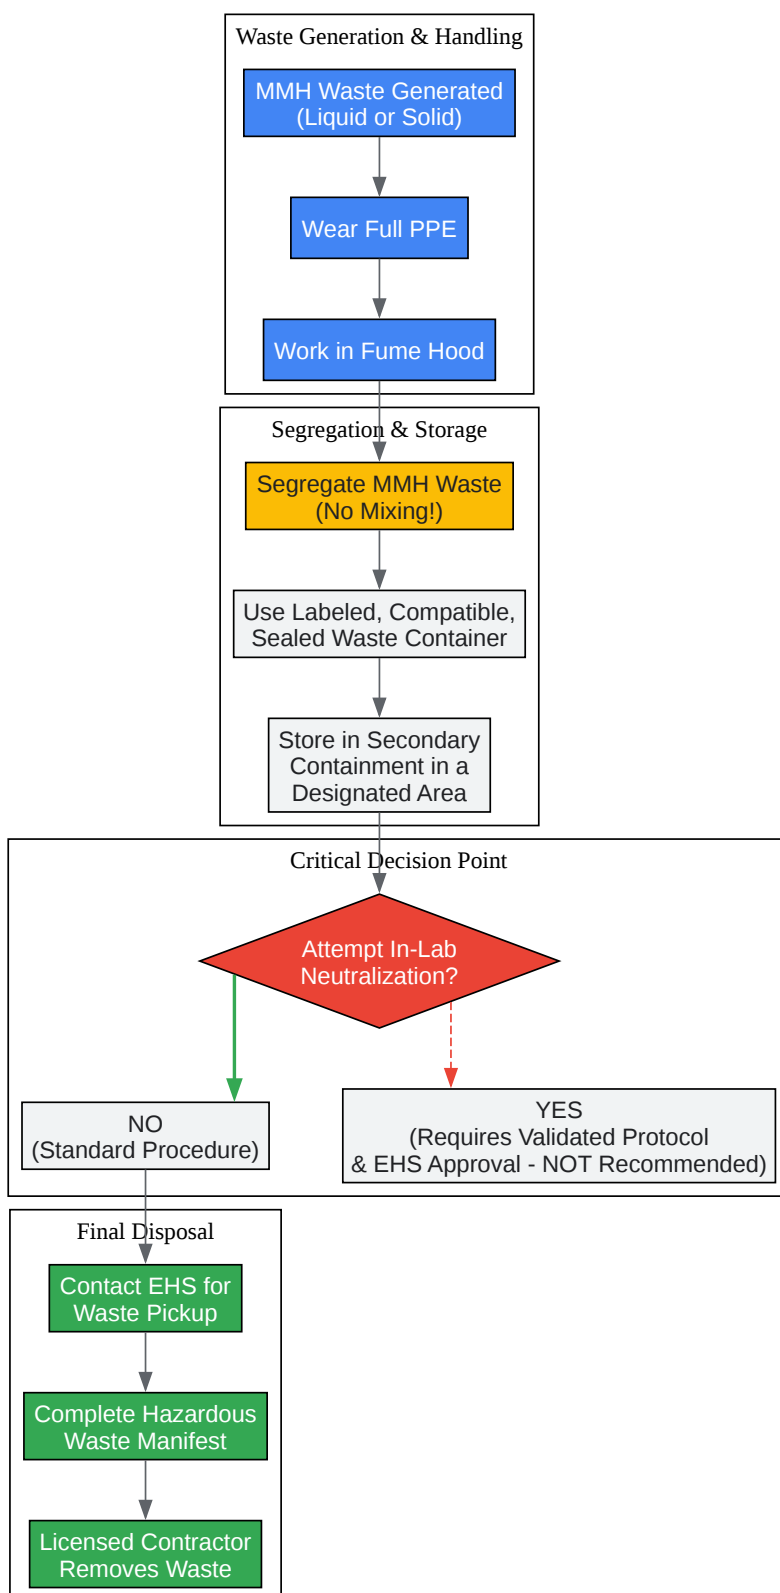 Waste Generation & Handling
MMH Waste Generated
(Liquid or Solid)
Wear Full PPE
Work in Fume Hood
Segregation & Storage
Segregate MMH Waste
(No Mixing!)
Use Labeled, Compatible,
Sealed Waste Container
Store in Secondary
Containment in a
Designated Area
Critical Decision Point
Attempt In-Lab
Neutralization?
NO
(Standard Procedure)
YES
(Requires Validated Protocol
& EHS Approval - NOT Recommended)
Final Disposal
Contact EHS for
Waste Pickup
Complete Hazardous
Waste Manifest
Licensed Contractor
Removes Waste